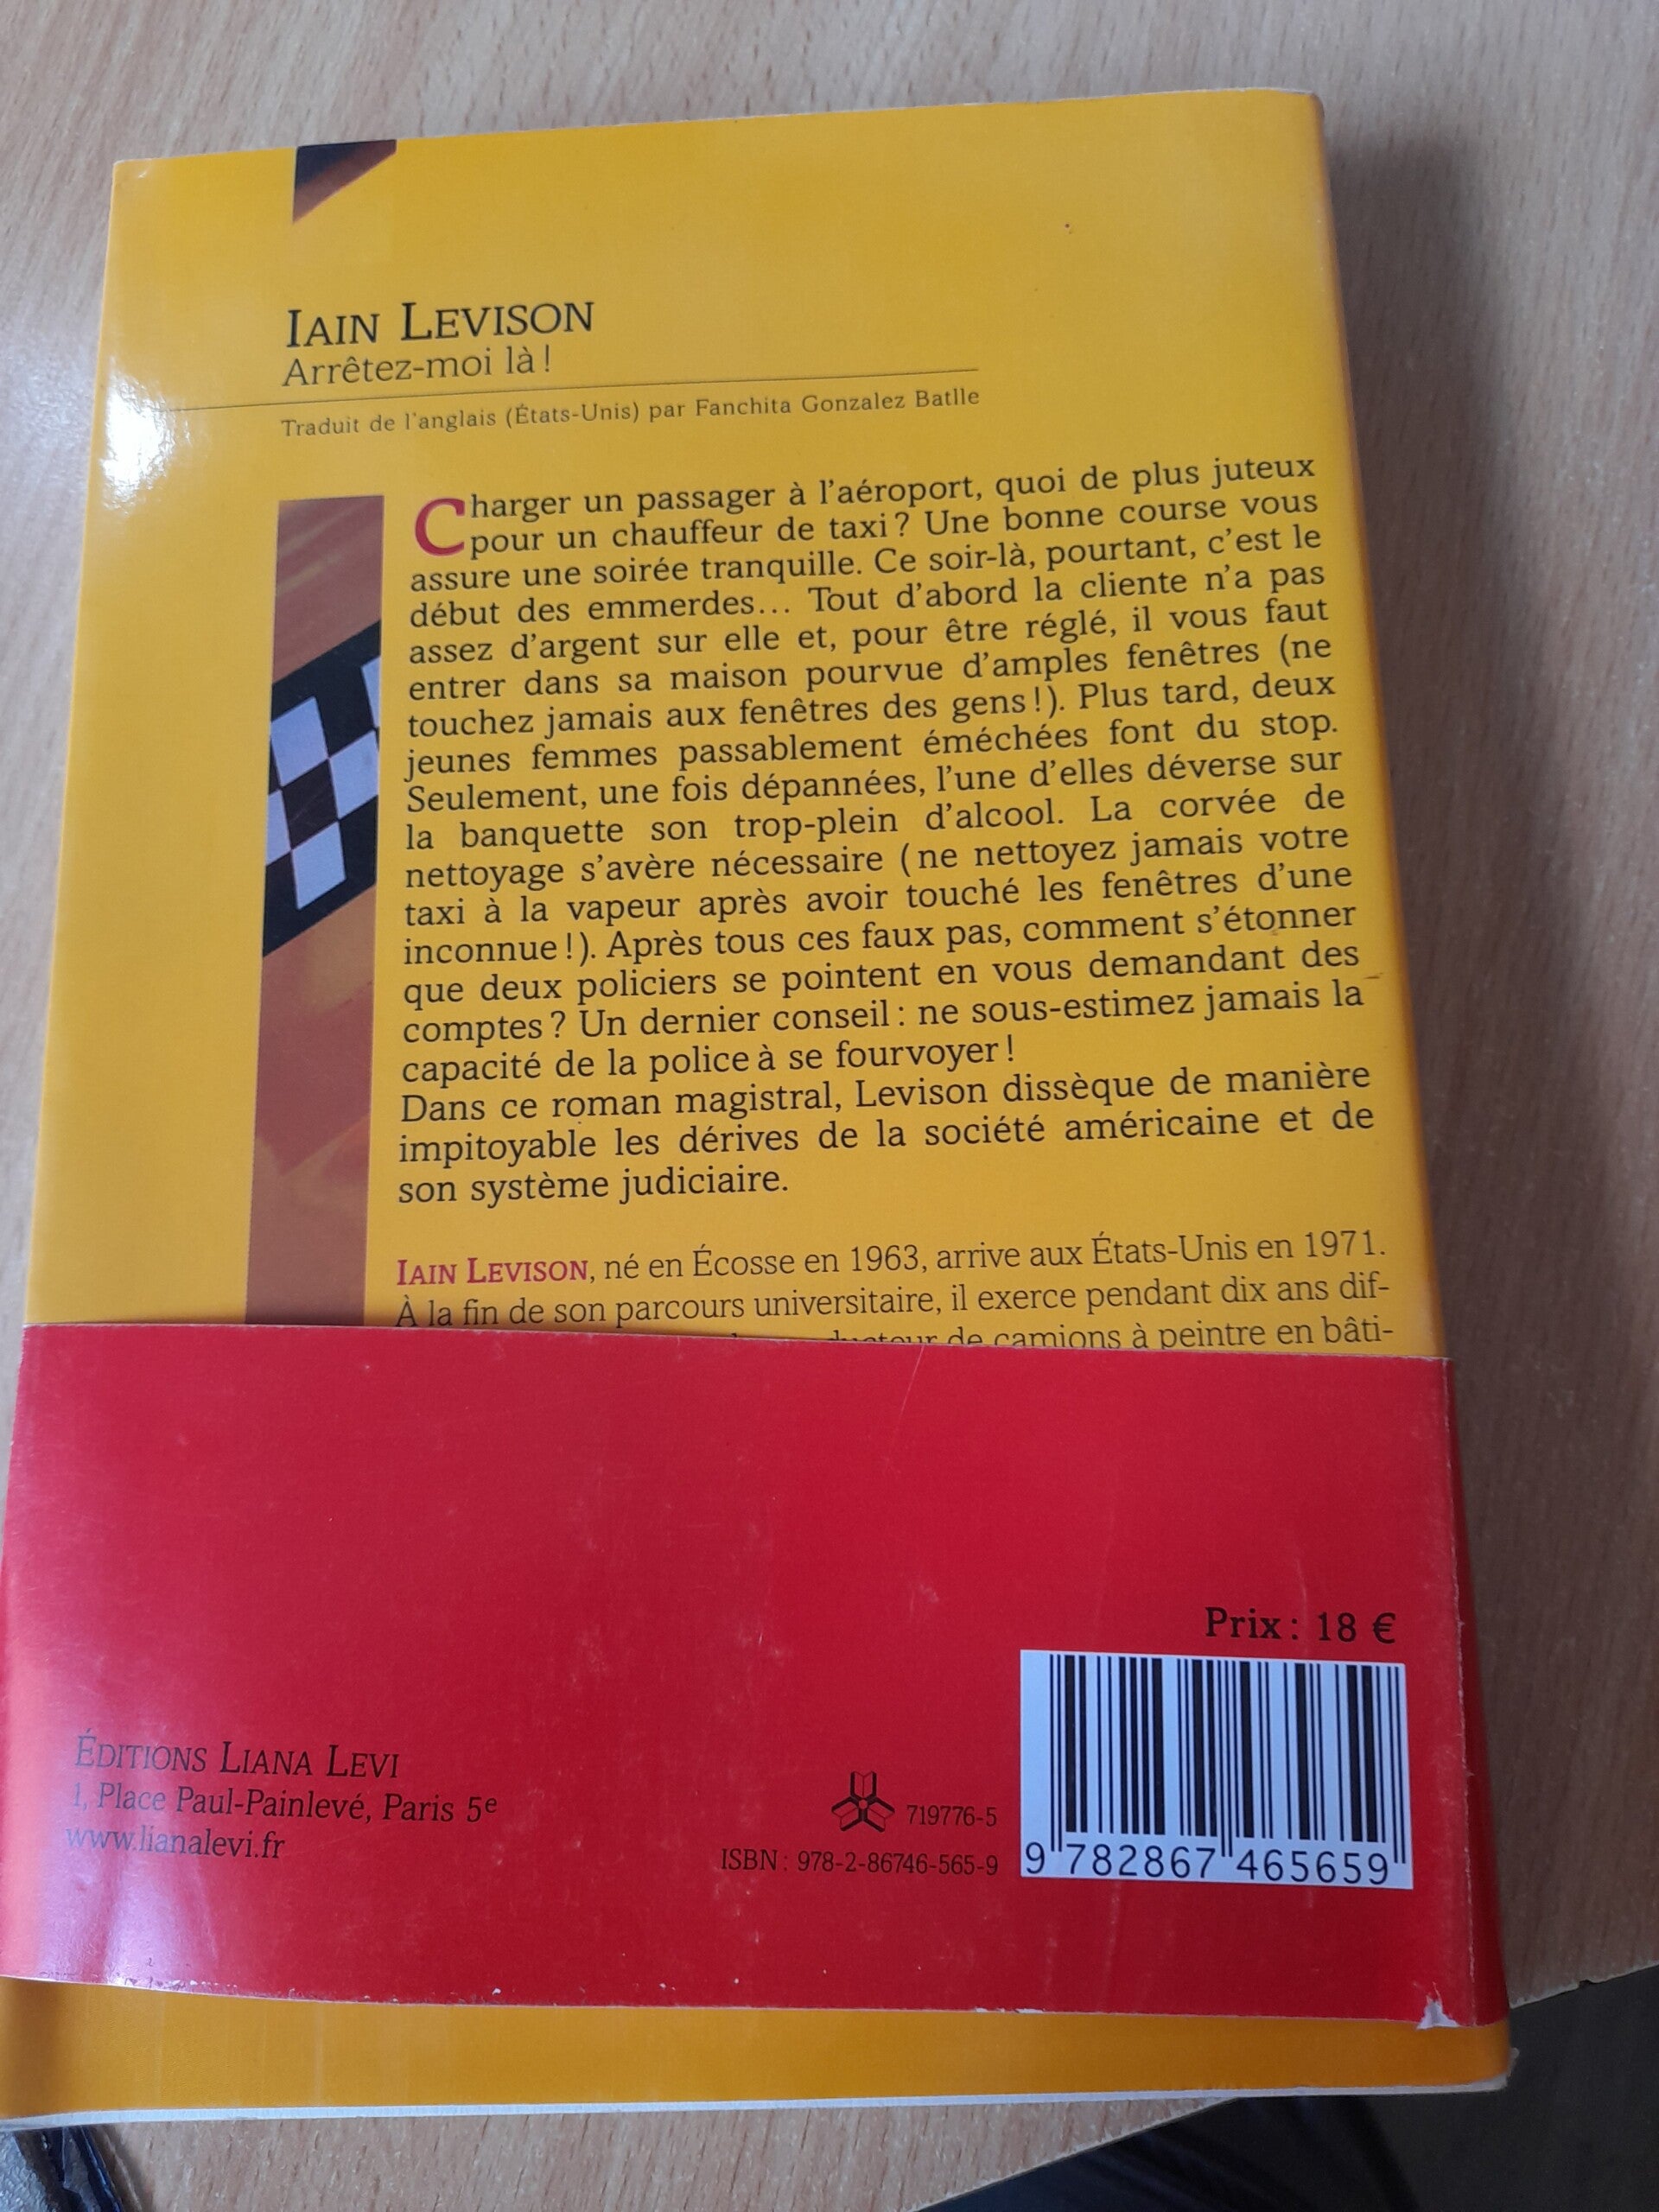 IAIN LEVISON
Arrêtez-moi là !
Traduit de l'anglais (États-Unis) par Fanchita Gonzalez Batlle
Charger un passager à l'aéroport, quoi de plus juteux
pour un chauffeur de taxi ? Une bonne course vous
assure une soirée tranquille. Ce soir-là, pourtant, c'est le
début des emmerdes... Tout d'abord la cliente n'a pas
assez d'argent sur elle et, pour être réglé, il vous faut
entrer dans sa maison pourvue d'amples fenêtres (ne
touchez jamais aux fenêtres des gens !). Plus tard, deux
jeunes femmes passablement éméchées font du stop.
Seulement, une fois dépannées, l'une d'elles déverse sur
la banquette son trop-plein d'alcool. La corvée de
nettoyage s'avère nécessaire (ne nettoyez jamais votre
taxi à la vapeur après avoir touché les fenêtres d'une
inconnue !). Après tous ces faux pas, comment s'étonner
que deux policiers se pointent en vous demandant des
comptes ? Un dernier conseil : ne sous-estimez jamais la
capacité de la police à se fourvoyer !
Dans ce roman magistral, Levison dissèque de manière
impitoyable les dérives de la société américaine et de
son système judiciaire.
IAIN LEVISON, né en Écosse en 1963, arrive aux États-Unis en 1971.
À la fin de son parcours universitaire, il exerce pendant dix ans dif-
de camions à peintre en bâti-
Prix : 18 €
ÉDITIONS LIANA LEVI
1, Place Paul-Painlevé, Paris 5e
www.lianalevi.fr
719776-5
ISBN : 978-2-86746-565-9
9 782867 465659